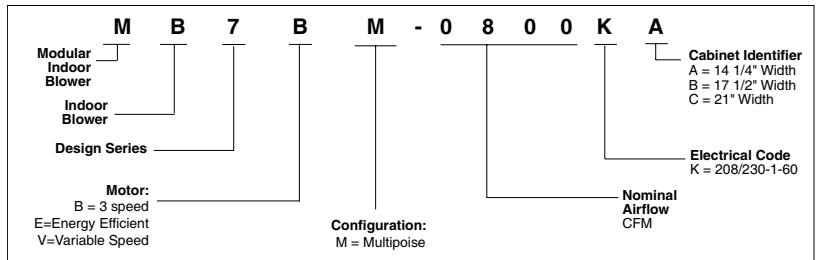 M B 7 B M - 0 8 0 0 K A
Modular
Indoor
Blower
Indoor
Blower
Design Series
Motor:
B = 3 speed
E=Energy Efficient
V=Variable Speed
Configuration:
M = Multipoise
Nominal
Airflow
CFM
Electrical Code
K = 208/230-1-60
Cabinet Identifier
A = 14 1/4" Width
B = 17 1/2" Width
C = 21" Width